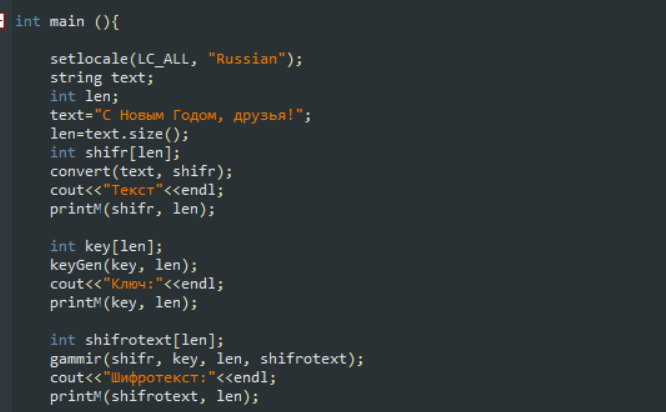 int main (){
setlocale(LC_ALL, "Russian");
string text;
int len;
text="С Новым Годом, друзья!";
len=text.size();
int shifr[len];
convert(text, shifr);
cout<<"Текст"<<endl;
printM(shifr, len);
int key[len];
keyGen(key, len);
cout<<"Ключ:"<<endl;
printM(key, len);
int shifrotext[len];
gammir(shifr, key, len, shifrotext);
cout<<"Шифротекст:"<<endl;
printM(shifrotext, len);